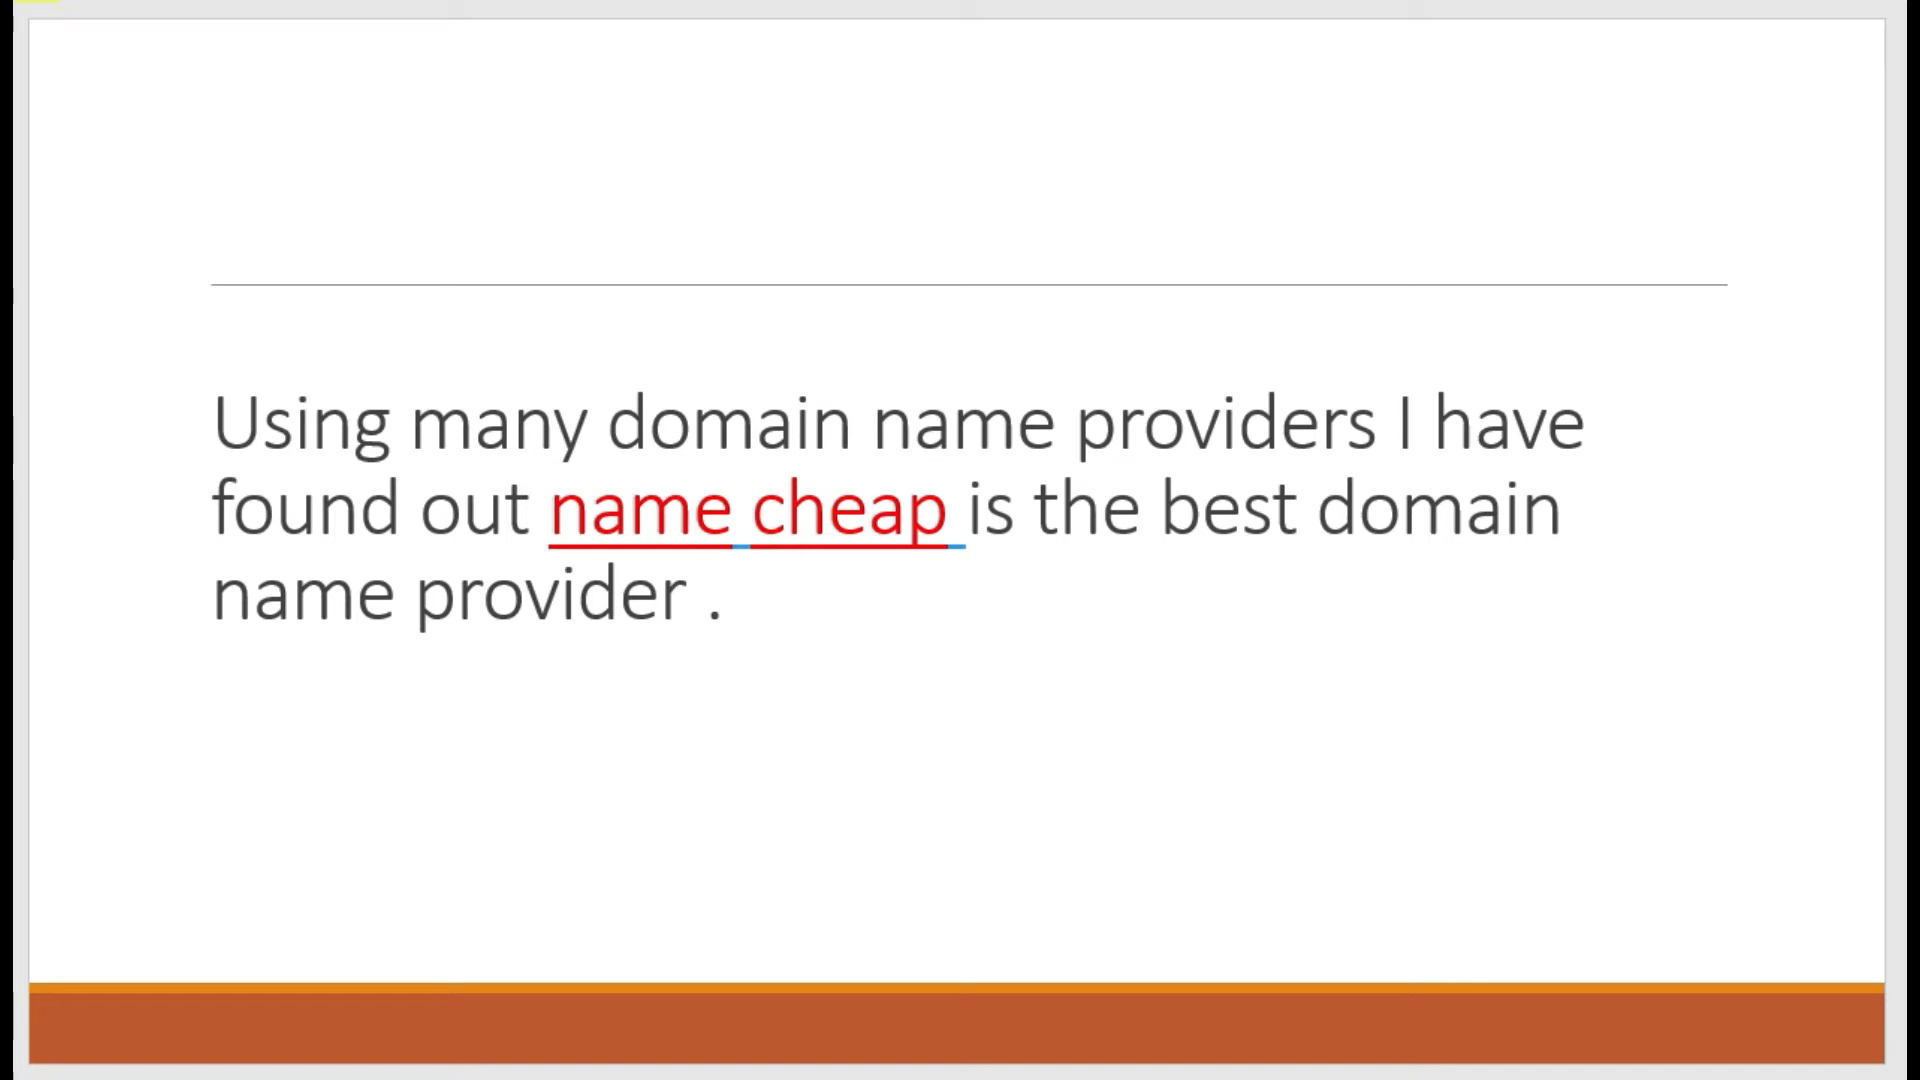 Using many domain name providers I have
found out name cheap is the best domain
name provider .